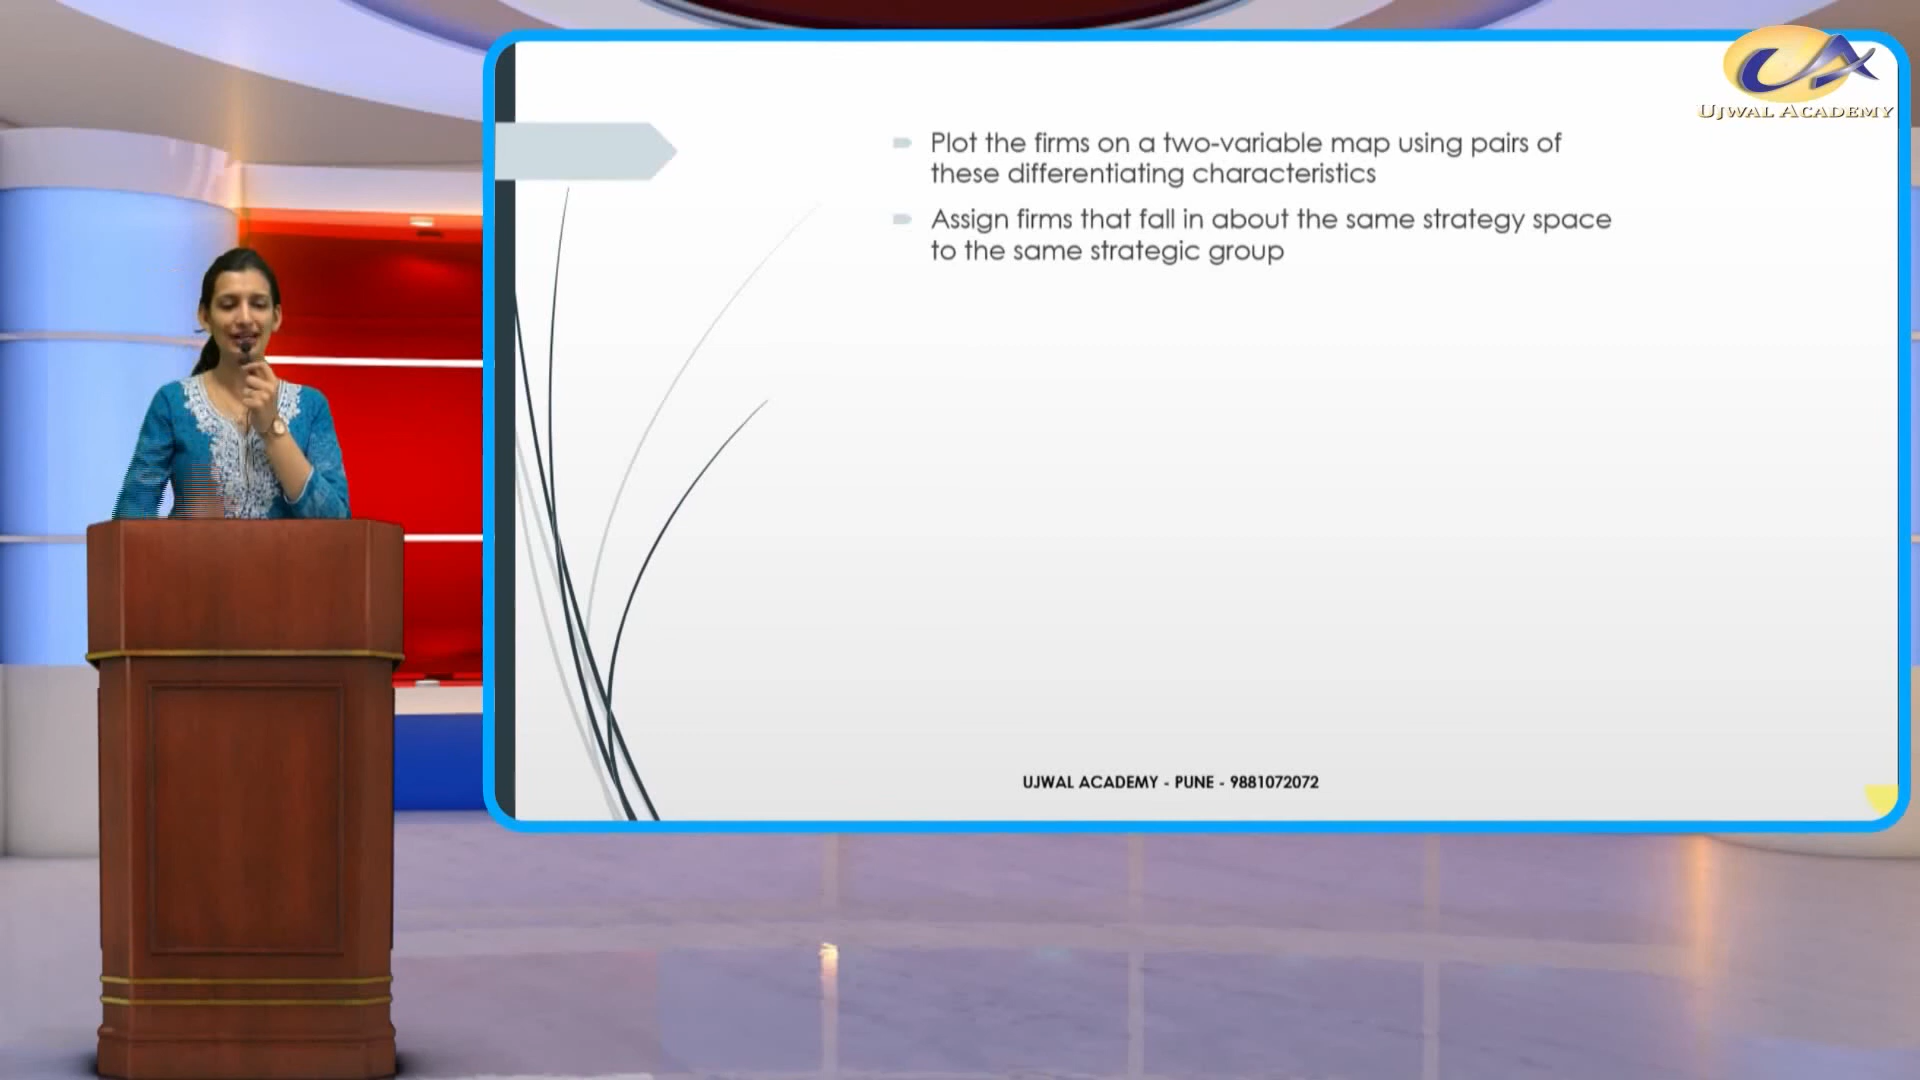 UJWAL ACADEMY
Plot the firms on a two-variable map using pairs of
these differentiating characteristics
Assign firms that fall in about the same strategy space
to the same strategic group
UJWAL ACADEMY - PUNE - 9881072072